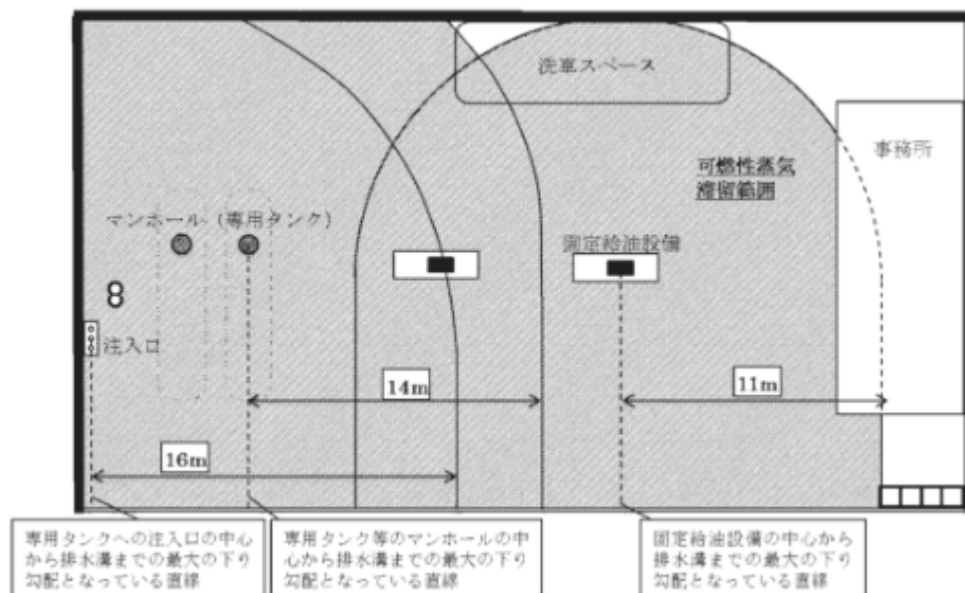 洗車スペース
事務所
可燃性蒸気
滞留範囲
マンホール（専用タンク）
固定給油設備
8
注入口
14m
11m
16m
専用タンクへの注入口の中心
から排水溝までの最大の下り
勾配となっている直線
専用タンク等のマンホールの中
心から排水溝までの最大の下り
勾配となっている直線
固定給油設備の中心から
排水溝までの最大の下り
勾配となっている直線